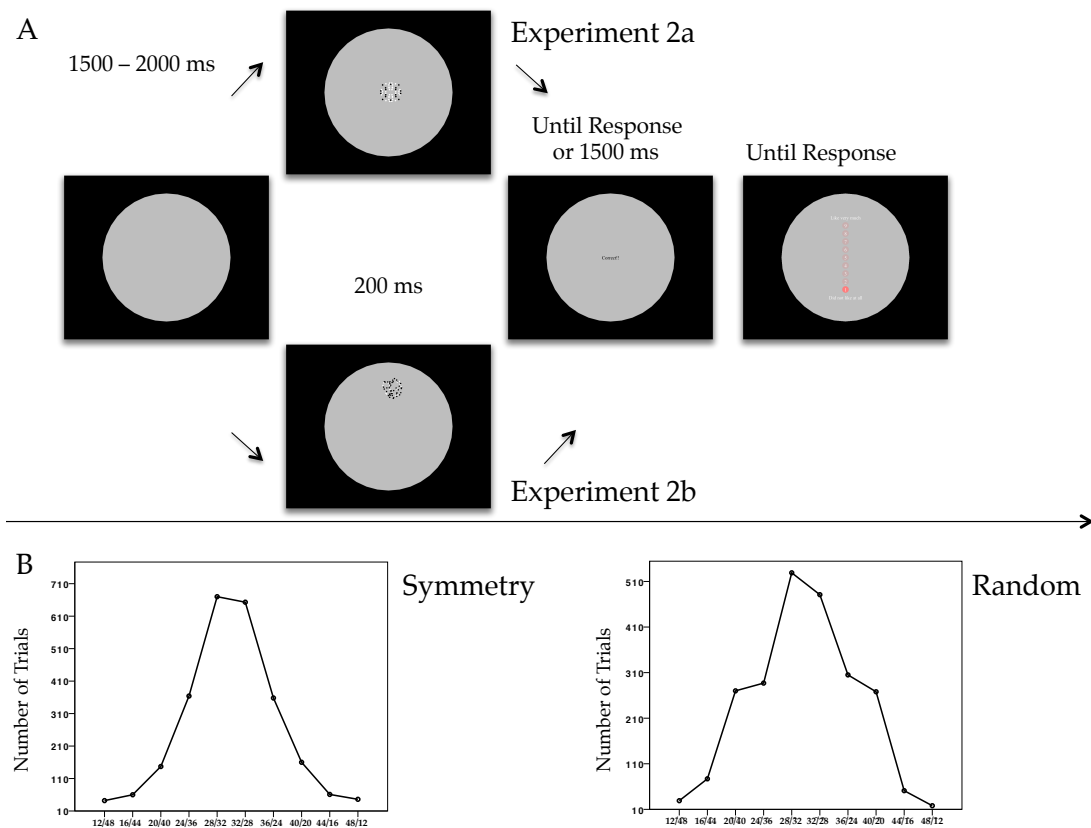 A
1500 – 2000 ms
Experiment 2a
Until Response
or 1500 ms
Until Response
Correct?
Like very much
200 ms
Experiment 2b
B
Symmetry
Number of Trials
710
610
510
410
310
210
110
10
12/48 16/44 20/40 24/36 28/32 32/28 36/24 40/20 44/16 48/12
Random
Number of Trials
510
410
310
210
110
10
12/48 16/44 20/40 24/36 28/32 32/28 36/24 40/20 44/16 48/12